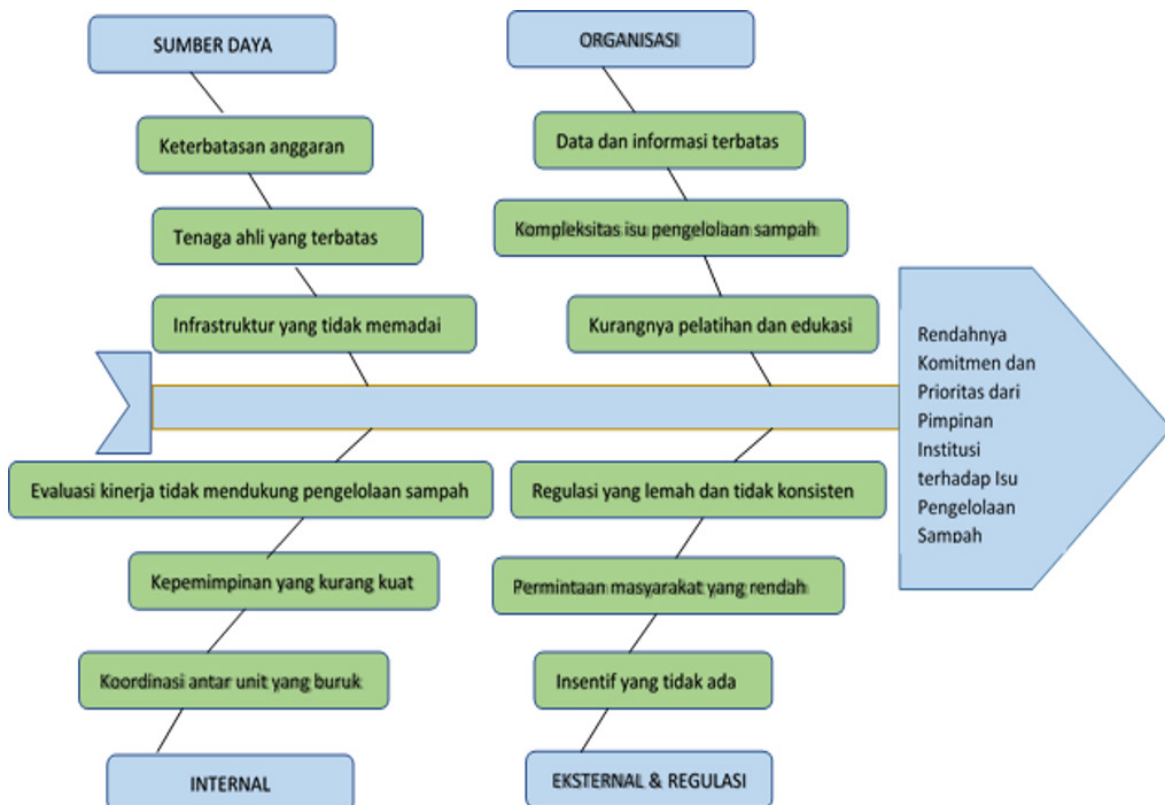 SUMBER DAYA
ORGANISASI
Keterbatasan anggaran
Data dan informasi terbatas
Tenaga ahli yang terbatas
Kompleksitas isu pengelolaan sampah
Infrastruktur yang tidak memadai
Kurangnya pelatihan dan edukasi
Rendahnya
Komitmen dan
Prioritas dari
Pimpinan
Institusi
terhadap Isu
Pengelolaan
Sampah
Evaluasi kinerja tidak mendukung pengelolaan sampah
Regulasi yang lemah dan tidak konsisten
Kepemimpinan yang kurang kuat
Permintaan masyarakat yang rendah
Koordinasi antar unit yang buruk
Insentif yang tidak ada
INTERNAL
EKSTERNAL & REGULASI